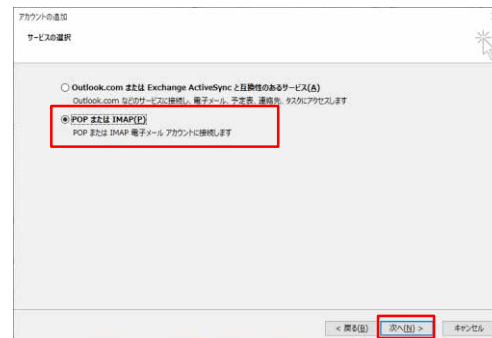 アカウントの追加
サービスの選択
Outlook.com または Exchange ActiveSync と互換性のあるサービス(A)
Outlook.com などのサービスに接続し、電子メール、予定表、連絡先、タスクにアクセスします
POP または IMAP(P)
POP または IMAP 電子メール アカウントに接続します
< 戻る(B) 次へ(N) > キャンセル